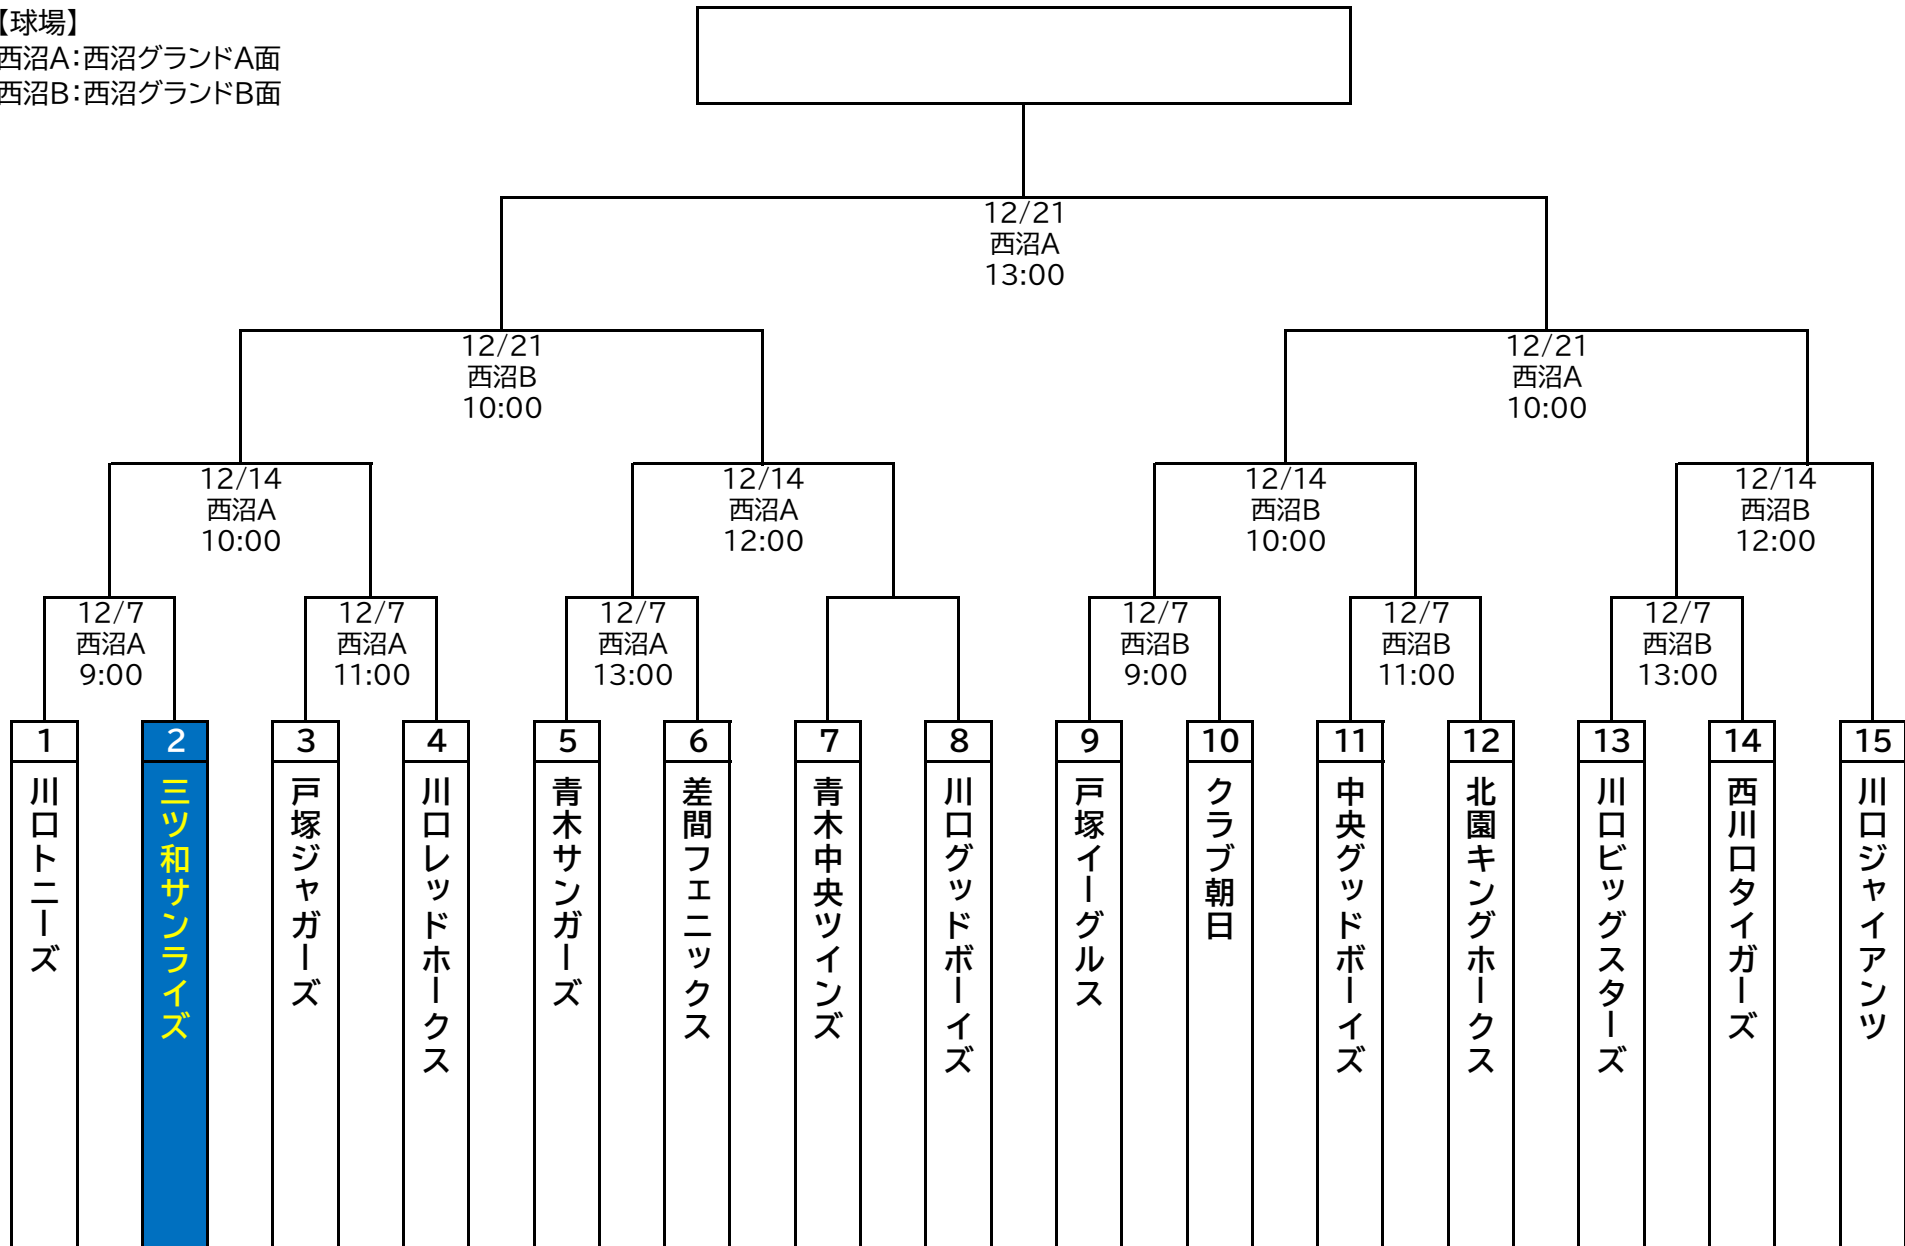 【球場】
西沼A：西沼グランドA面
西沼B：西沼グランドB面
12/21
西沼A
13:00
12/21
西沼B
10:00
12/21
西沼A
10:00
12/14
西沼A
10:00
12/14
西沼A
12:00
12/14
西沼B
10:00
12/14
西沼B
12:00
12/7
西沼A
9:00
12/7
西沼A
11:00
12/7
西沼A
13:00
12/7
西沼B
9:00
12/7
西沼B
11:00
12/7
西沼B
13:00
1
川口トニーズ
2
三ツ和サンライズ
3
戸塚ジャガーズ
4
川口レッドホークス
5
青木サンガーズ
6
差間フェニックス
7
青木中央ツインズ
8
川口グッドボーイズ
9
戸塚イーグルス
10
クラブ朝日
11
中央グッドボーイズ
12
北園キングホークス
13
川口ビッグスターズ
14
西川口タイガーズ
15
川口ジャイアンツ